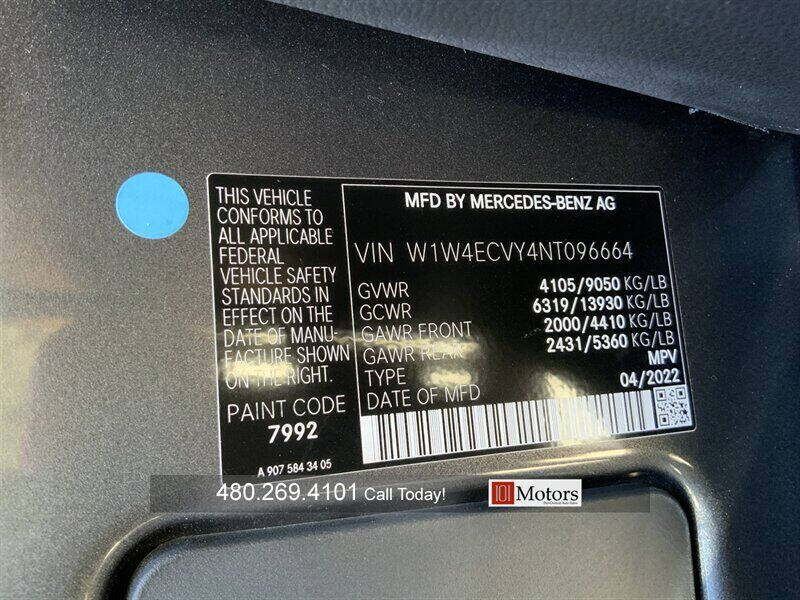 THIS VEHICLE
CONFORMS TO
ALL APPLICABLE
FEDERAL
VEHICLE SAFETY
STANDARDS IN
EFFECT ON THE
DATE OF MANU-
FACTURE SHOWN
ON THE RIGHT.
PAINT CODE
7992
A 907 584 34 05
MFD BY MERCEDES-BENZ AG
VIN W1W4ECVY4NT096664
GVWR 4105/9050 KG/LB
GCWR 6319/13930 KG/LB
GAWR FRONT 2000/4410 KG/LB
GAWR REAR 2431/5360 KG/LB
TYPE MPV
DATE OF MFD 04/2022
480.269.4101 Call Today!
101 Motors